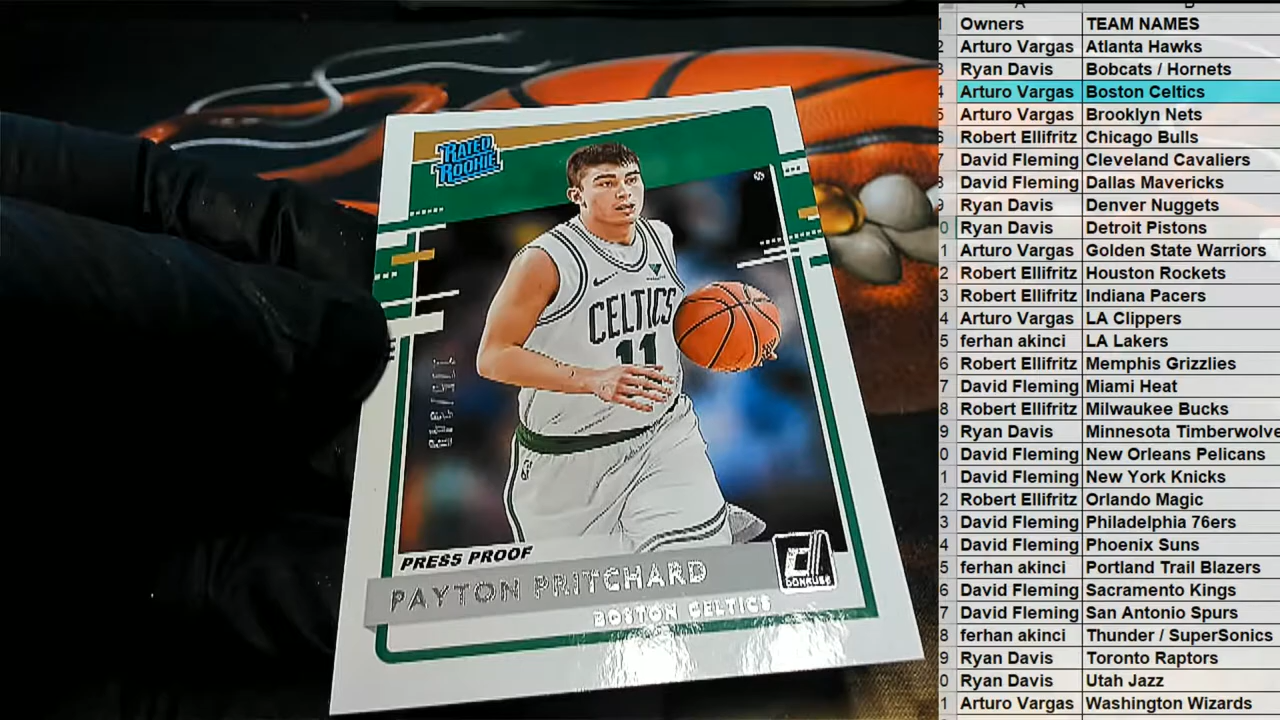 RATED
ROOKIE
CELTICS
11
PRESS PROOF
PAYTON PRITCHARD
BOSTON CELTICS
DONRUSS
Owners TEAM NAMES
Arturo Vargas Atlanta Hawks
Ryan Davis Bobcats / Hornets
Arturo Vargas Boston Celtics
Arturo Vargas Brooklyn Nets
Robert Ellifritz Chicago Bulls
David Fleming Cleveland Cavaliers
David Fleming Dallas Mavericks
Ryan Davis Denver Nuggets
Ryan Davis Detroit Pistons
Arturo Vargas Golden State Warriors
Robert Ellifritz Houston Rockets
Robert Ellifritz Indiana Pacers
Arturo Vargas LA Clippers
ferhan akinci LA Lakers
Robert Ellifritz Memphis Grizzlies
David Fleming Miami Heat
Robert Ellifritz Milwaukee Bucks
Ryan Davis Minnesota Timberwolve
David Fleming New Orleans Pelicans
David Fleming New York Knicks
Robert Ellifritz Orlando Magic
David Fleming Philadelphia 76ers
David Fleming Phoenix Suns
ferhan akinci Portland Trail Blazers
David Fleming Sacramento Kings
David Fleming San Antonio Spurs
ferhan akinci Thunder / SuperSonics
Ryan Davis Toronto Raptors
Ryan Davis Utah Jazz
Arturo Vargas Washington Wizards